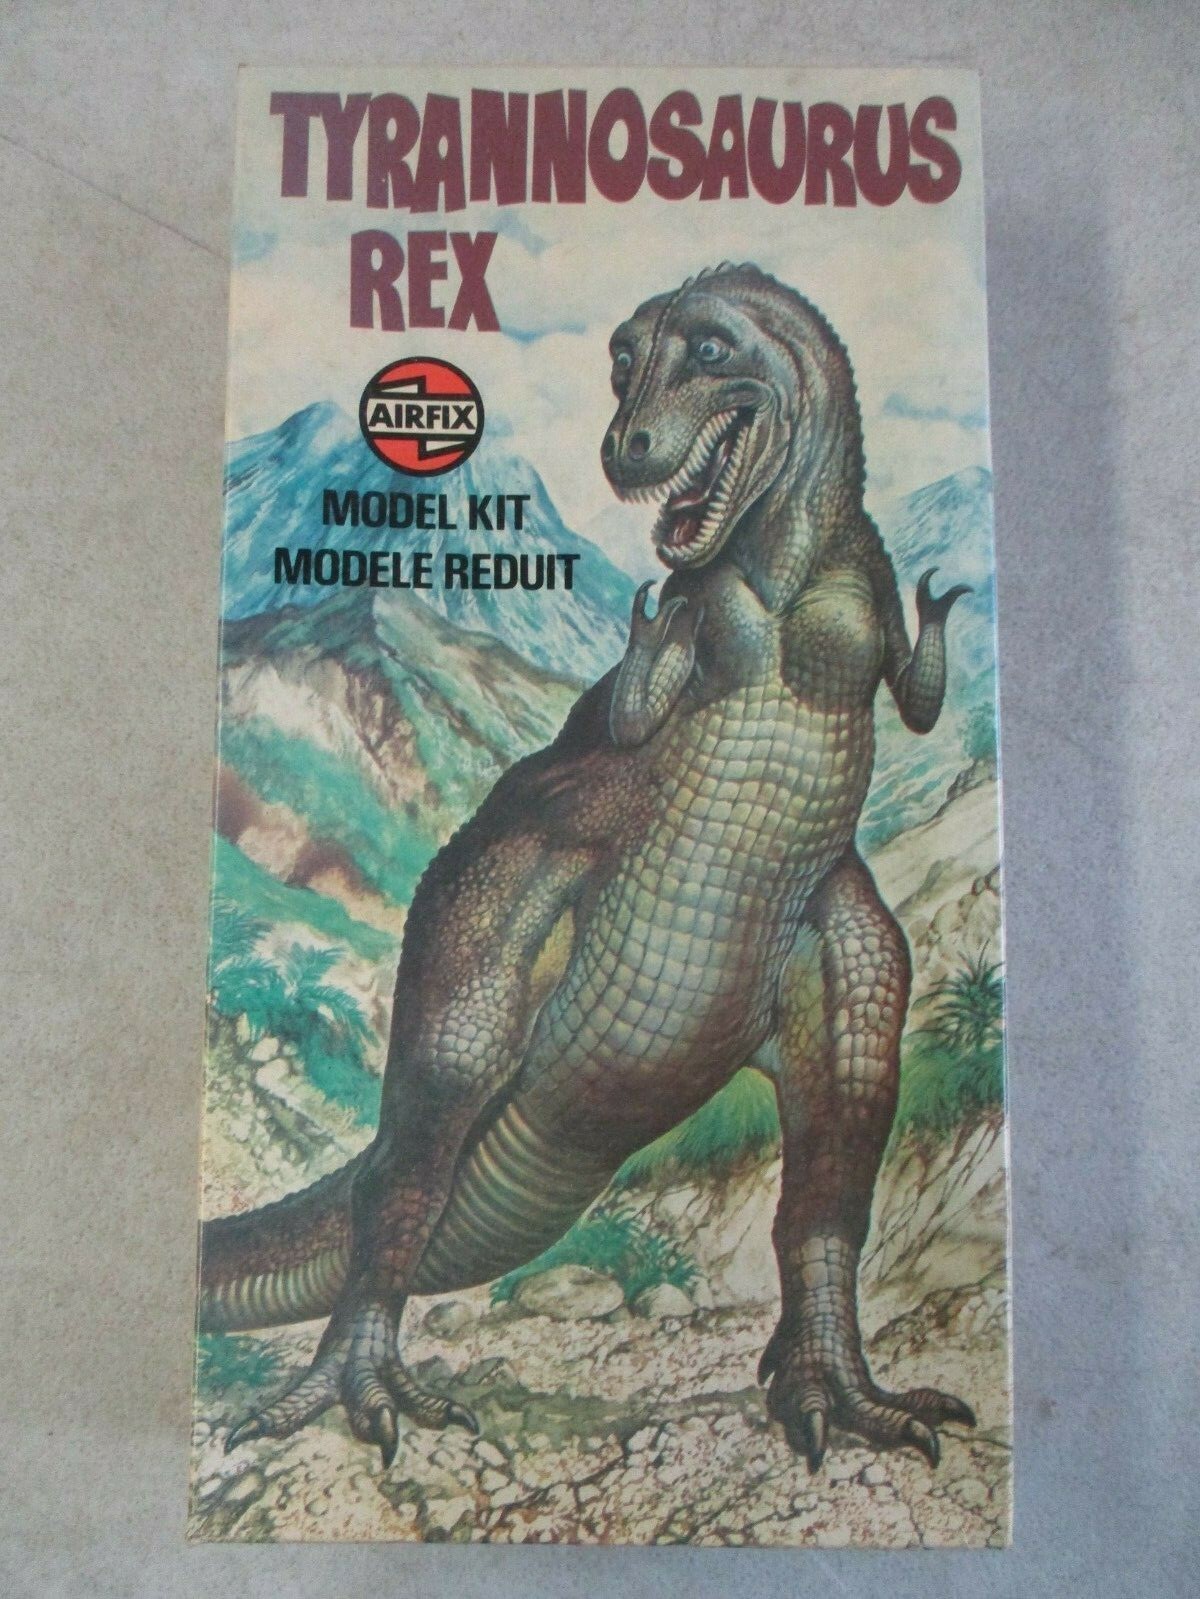 TYRANNOSAURUS
REX
AIRFIX
MODEL KIT
MODELE REDUIT